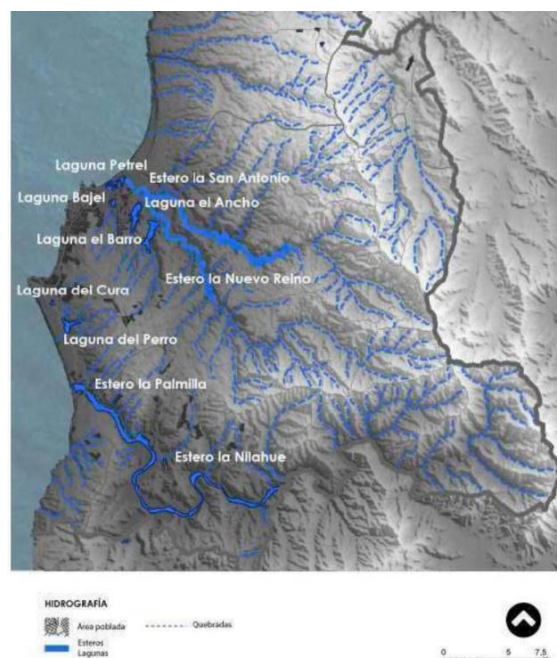 Laguna Petrel
Estero la San Antonio
Laguna Bajel
Laguna el Ancho
Laguna el Barro
Estero la Nuevo Reino
Laguna del Cura
Laguna del Perro
Estero la Palmilla
Estero la Nilahue
HIDROGRAFÍA
Área poblada
Quebradas
Esteros
Lagunas
0 5 7,5